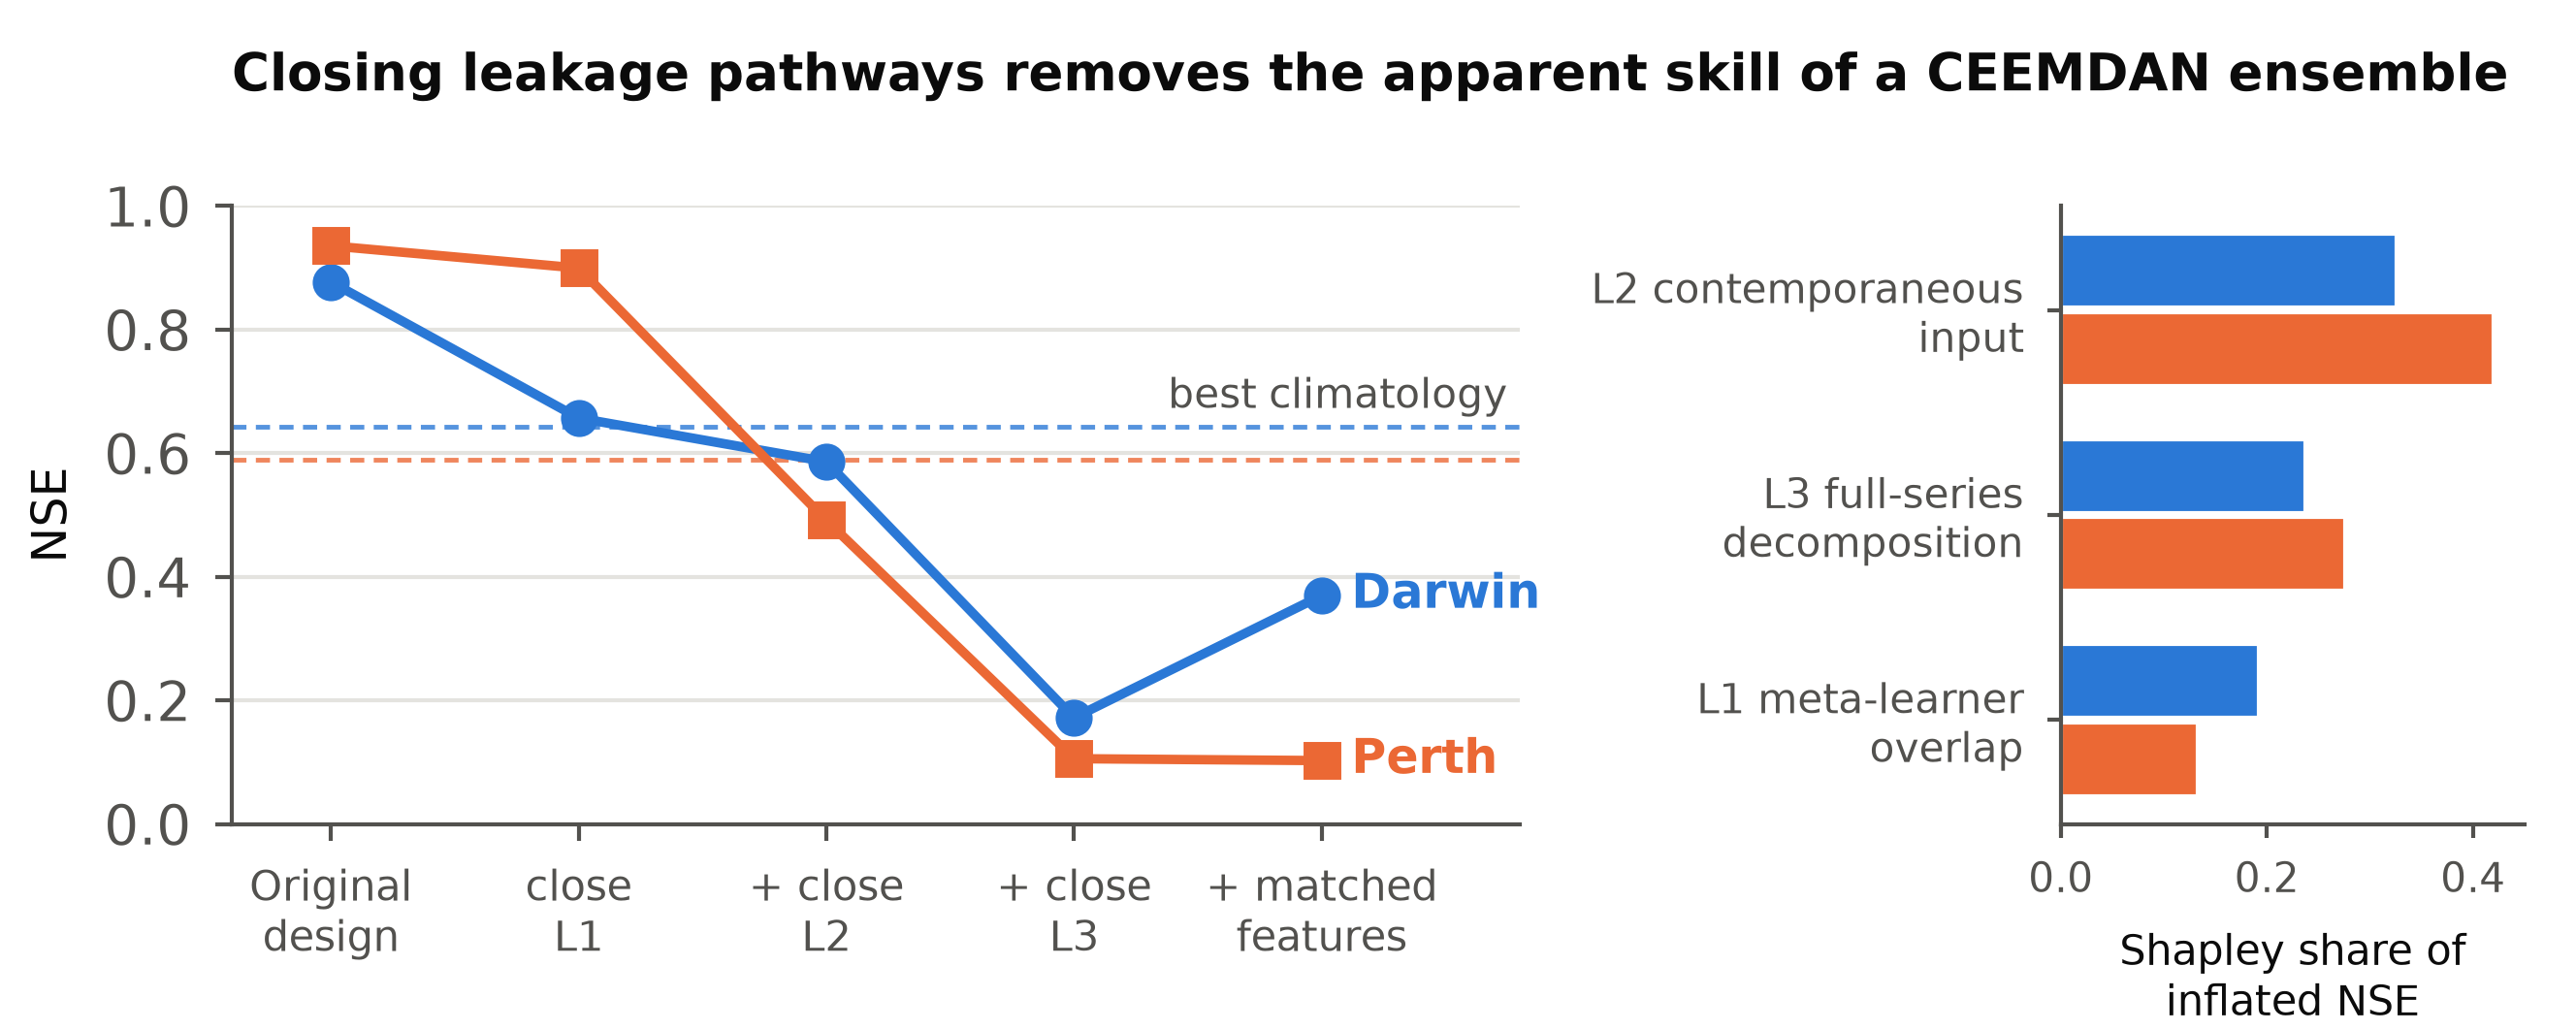 Closing leakage pathways removes the apparent skill of a CEEMDAN ensemble
NSE
1.0
0.8
0.6
0.4
0.2
0.0
best climatology
Darwin
Perth
Original
design
close
L1
+ close
L2
+ close
L3
+ matched
features
L2 contemporaneous
input
L3 full-series
decomposition
L1 meta-learner
overlap
0.0
0.2
0.4
Shapley share of
inflated NSE